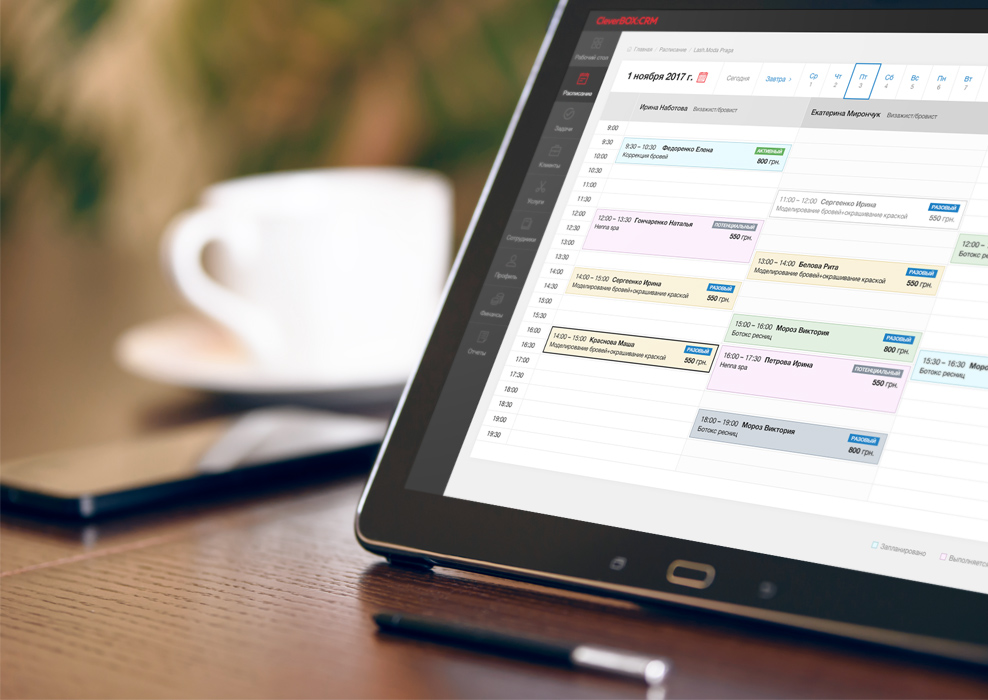 CleverBOX:CRM
Главная / Расписание / Lash Moda Praga
Рабочий стол
Расписание
Задачи
Клиенты
Услуги
Сотрудники
Профиль
Финансы
Отчеты
1 ноября 2017 г.
Сегодня
Завтра ›
Ср Чт Пт Сб Вс Пн Вт
1 2 3 4 5 6 7
Ирина Наботова Визажист/бровист
Екатерина Мирончук Визажист/бровист
9:00
9:30
10:00
10:30
11:00
11:30
12:00
12:30
13:00
13:30
14:00
14:30
15:00
15:30
16:00
16:30
17:00
17:30
18:00
18:30
19:00
19:30
9:30 – 10:30 Федоренко Елена АКТИВНЫЙ
Коррекция бровей 800 грн.
12:00 – 13:30 Гончаренко Наталья ПОТЕНЦИАЛЬНЫЙ
Henna spa 550 грн.
14:00 – 15:00 Сергеенко Ирина РАЗОВЫЙ
Моделирование бровей+окрашивание краской 550 грн.
14:00 – 15:00 Краснова Маша РАЗОВЫЙ
Моделирование бровей+окрашивание краской 550 грн.
11:00 – 12:00 Сергеенко Ирина РАЗОВЫЙ
Моделирование бровей+окрашивание краской 550 грн.
13:00 – 14:00 Белова Рита РАЗОВЫЙ
Моделирование бровей+окрашивание краской 550 грн.
15:00 – 16:00 Мороз Виктория РАЗОВЫЙ
Ботокс ресниц 800 грн.
16:00 – 17:30 Петрова Ирина ПОТЕНЦИАЛЬНЫЙ
Henna spa 550 грн.
18:00 – 19:00 Мороз Виктория РАЗОВЫЙ
Ботокс ресниц 800 грн.
12:00 –
Ботокс ре
15:30 – 16:30 Моро
Ботокс ресниц
Запланировано
Выполняется